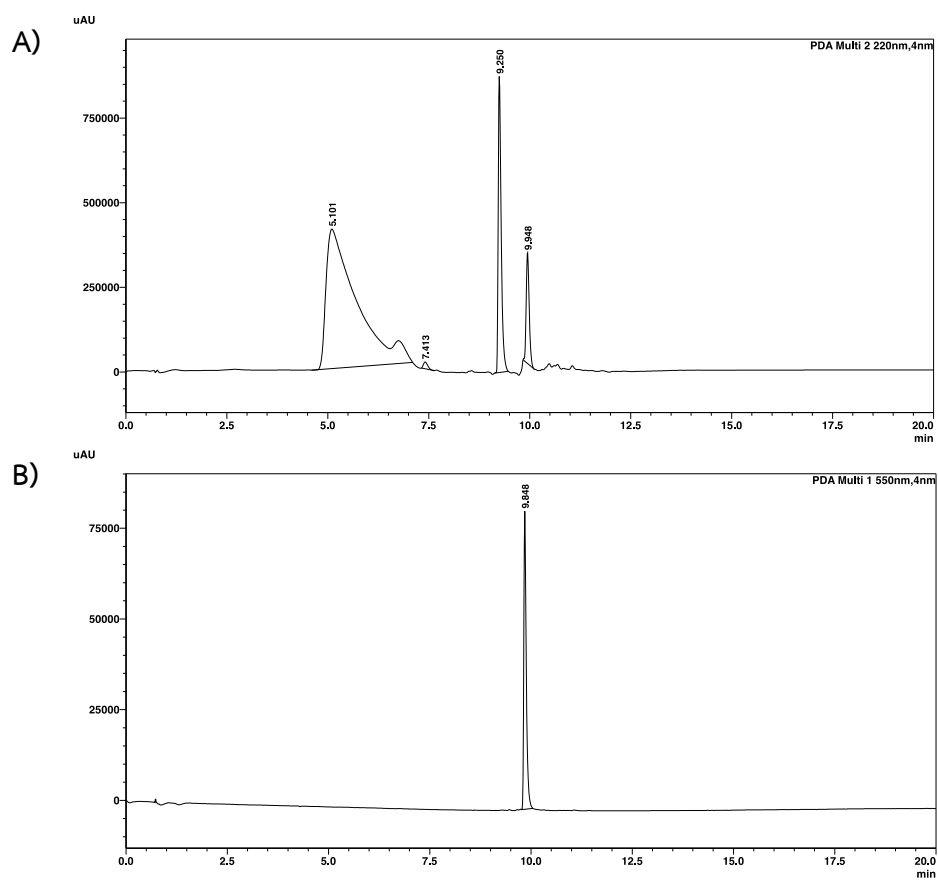 A)
uAU
PDA Multi 2 220nm,4nm
9.250
750000
500000
5.101
9.948
250000
7.413
0
0.0 2.5 5.0 7.5 10.0 12.5 15.0 17.5 20.0
min
B)
uAU
PDA Multi 1 550nm,4nm
9.848
75000
50000
25000
0
0.0 2.5 5.0 7.5 10.0 12.5 15.0 17.5 20.0
min